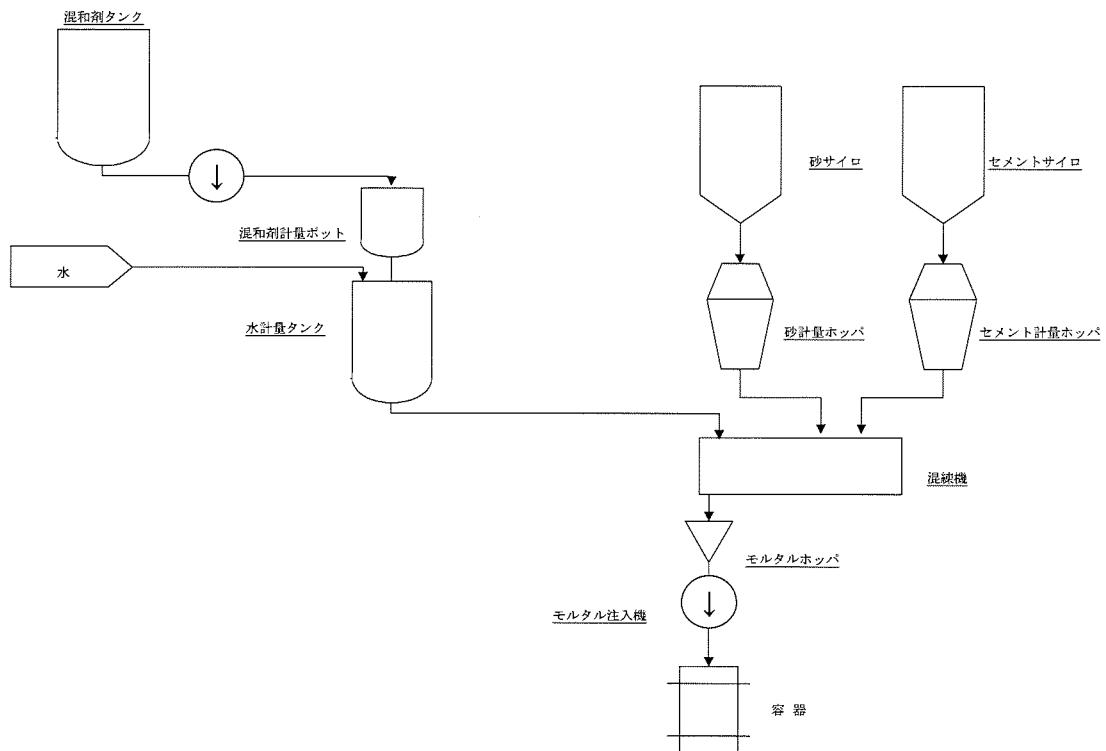 混和剤タンク
砂サイロ
セメントサイロ
混和剤計量ポット
水
水計量タンク
砂計量ホッパ
セメント計量ホッパ
混練機
モルタルホッパ
モルタル注入機
容 器